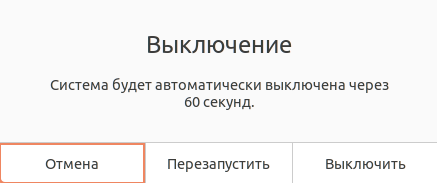 Выключение
Система будет автоматически выключена через
60 секунд.
Отмена
Перезапустить
Выключить